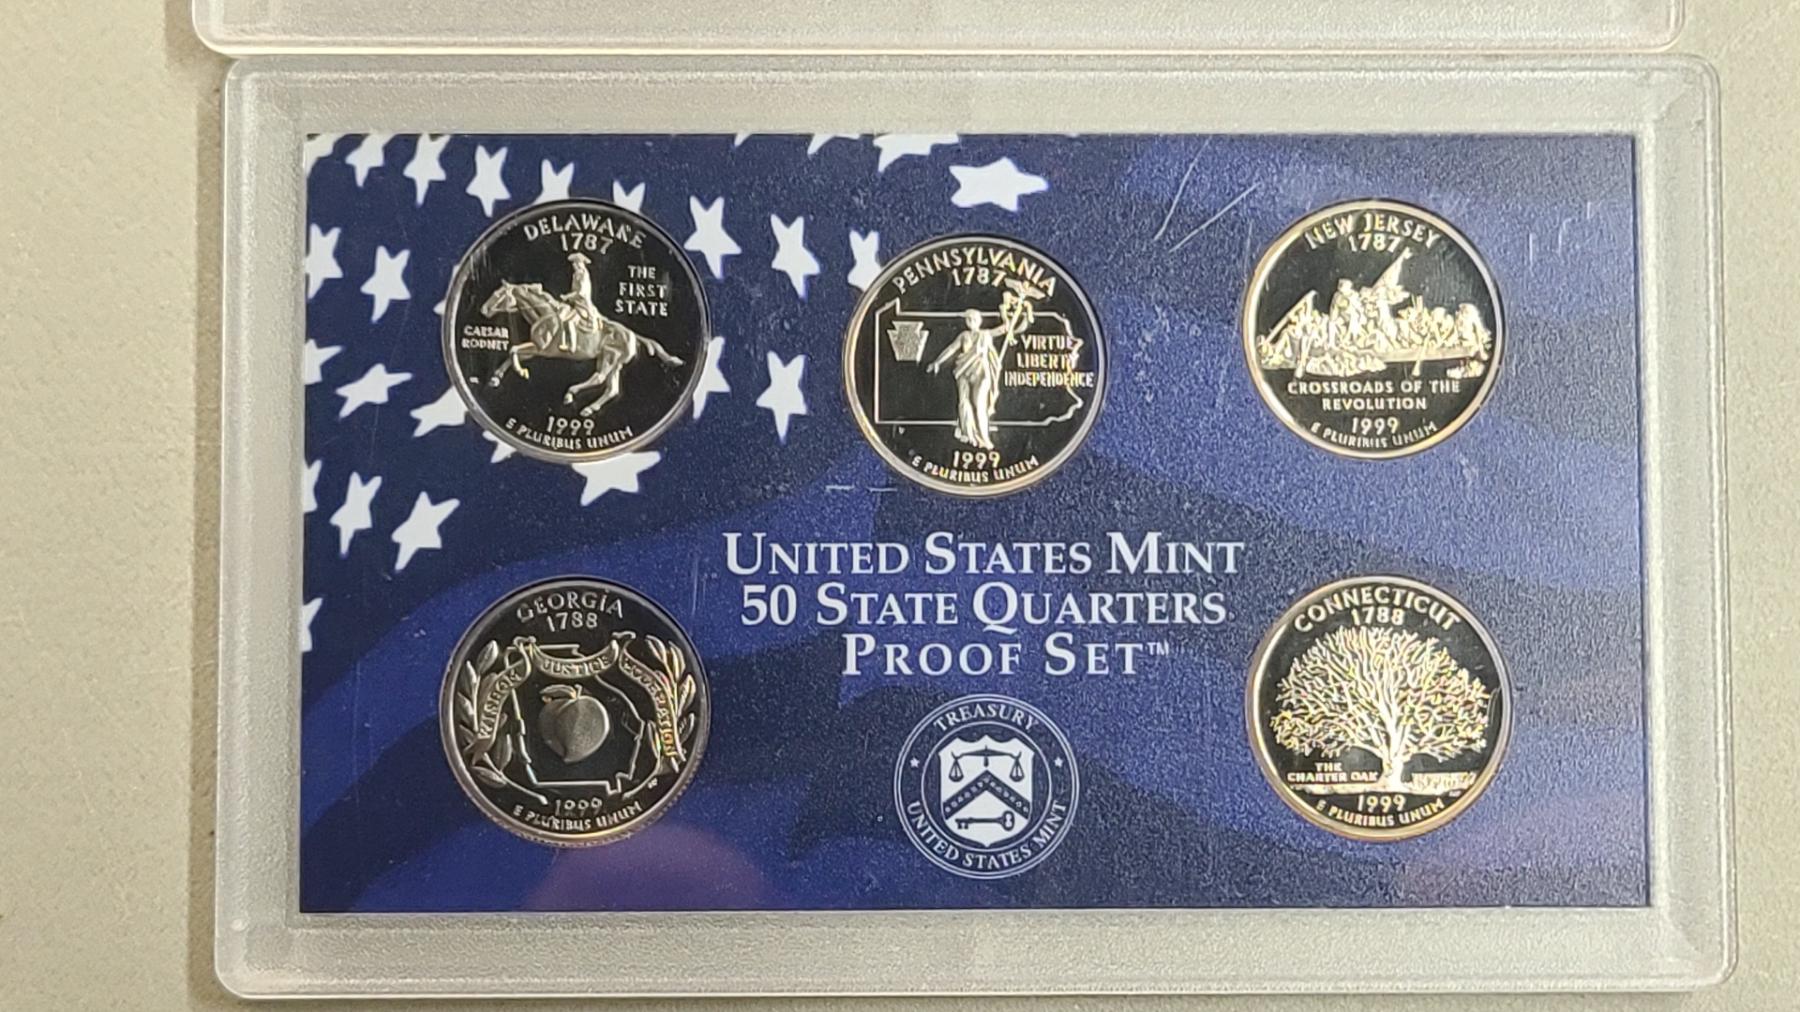 DELAWARE
1787
THE
FIRST
STATE
CAESAR
RODNEY
1999
E PLURIBUS UNUM
PENNSYLVANIA
1787
VIRTUE
LIBERTY
INDEPENDENCE
1999
E PLURIBUS UNUM
NEW JERSEY
1787
CROSSROADS OF THE
REVOLUTION
1999
E PLURIBUS UNUM
UNITED STATES MINT
50 STATE QUARTERS
PROOF SET™
GEORGIA
1788
WISDOM JUSTICE MODERATION
1999
E PLURIBUS UNUM
TREASURY
UNITED STATES MINT
CONNECTICUT
1788
THE
CHARTER OAK
1999
E PLURIBUS UNUM